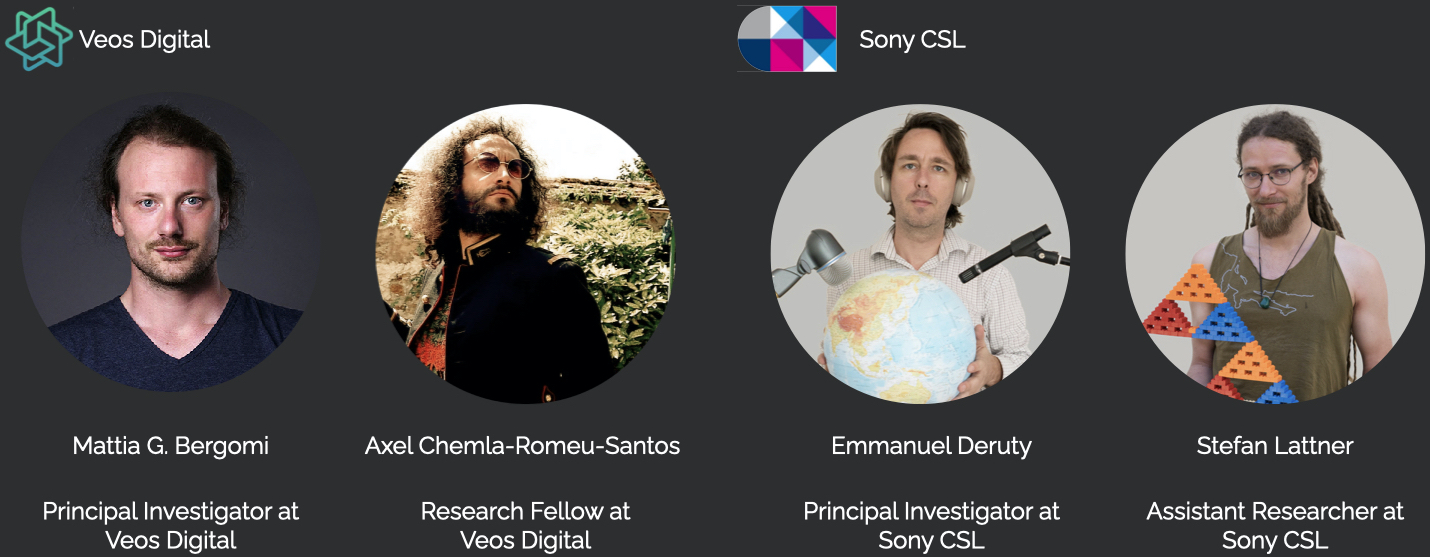 Veos Digital
Sony CSL
Mattia G. Bergomi
Axel Chemla-Romeu-Santos
Emmanuel Deruty
Stefan Lattner
Principal Investigator at
Veos Digital
Research Fellow at
Veos Digital
Principal Investigator at
Sony CSL
Assistant Researcher at
Sony CSL